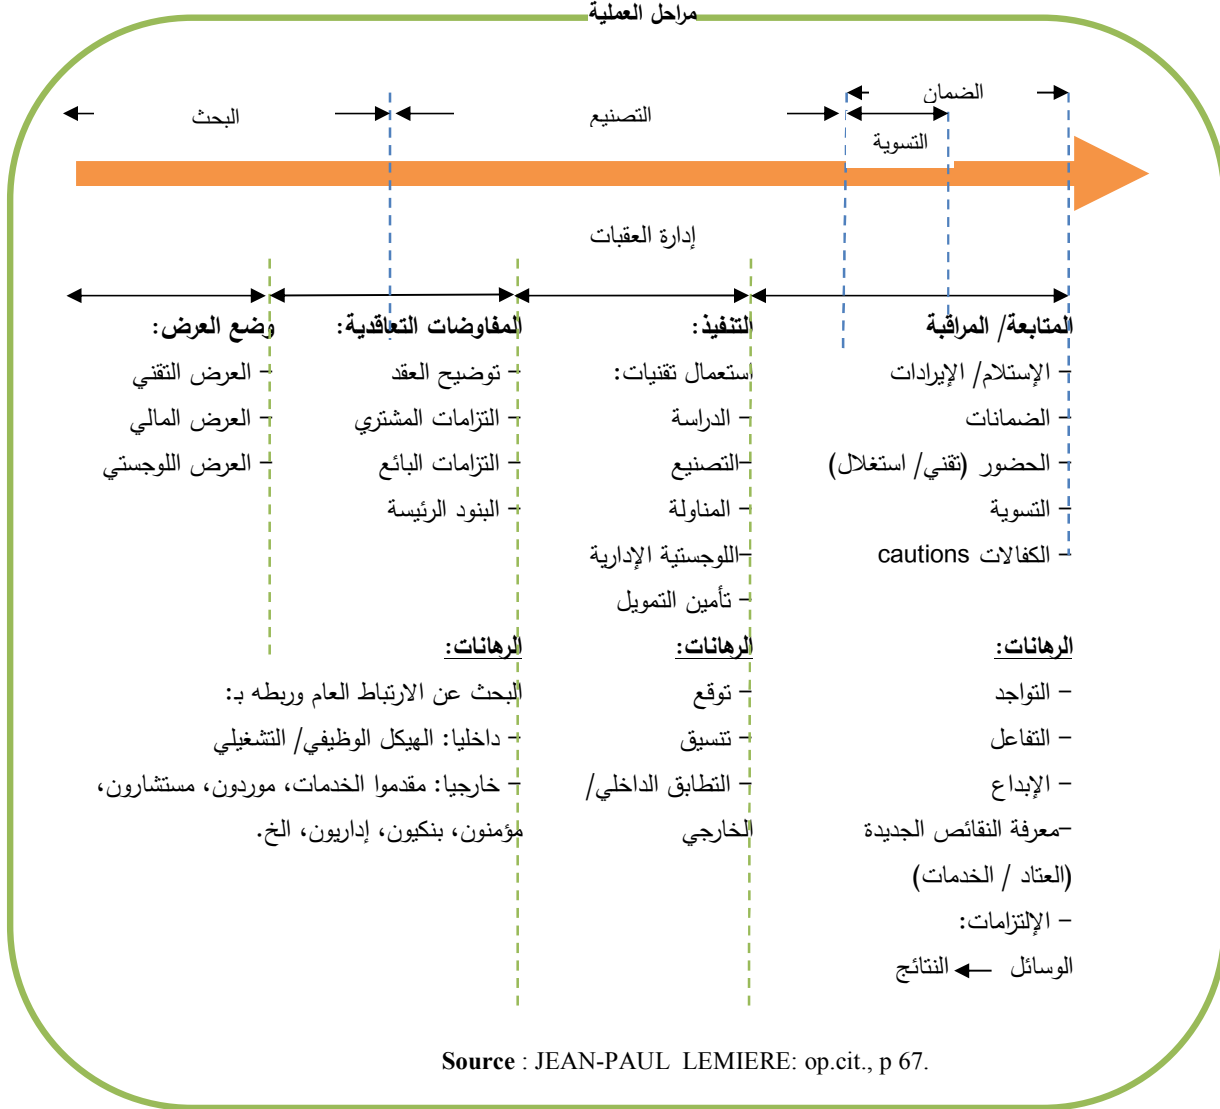 مراحل العملية
الضمان
البحث
التصنيع
التسوية
إدارة العقبات
وضع العرض:
- العرض التقني
- العرض المالي
- العرض اللوجستي
المفاوضات التعاقدية:
- توضيح العقد
- التزامات المشتري
- التزامات البائع
- البنود الرئيسة
التنفيذ:
استعمال تقنيات:
- الدراسة
-التصنيع
- المناولة
-اللوجستية الإدارية
- تأمين التمويل
المتابعة/ المراقبة
- الإستلام/ الإيرادات
- الضمانات
- الحضور (تقني/ استغلال)
- التسوية
- الكفالات cautions
الرهانات:
البحث عن الارتباط العام وربطه بـ:
- داخليا: الهيكل الوظيفي/ التشغيلي
- خارجيا: مقدموا الخدمات، موردون، مستشارون،
مؤمنون، بنكيون، إداريون، الخ.
الرهانات:
- توقع
- تنسيق
- التطابق الداخلي/
الخارجي
الرهانات:
- التواجد
- التفاعل
- الإبداع
-معرفة النقائص الجديدة
(العتاد / الخدمات)
- الإلتزامات:
الوسائل ← النتائج
Source : JEAN-PAUL LEMIERE: op.cit., p 67.